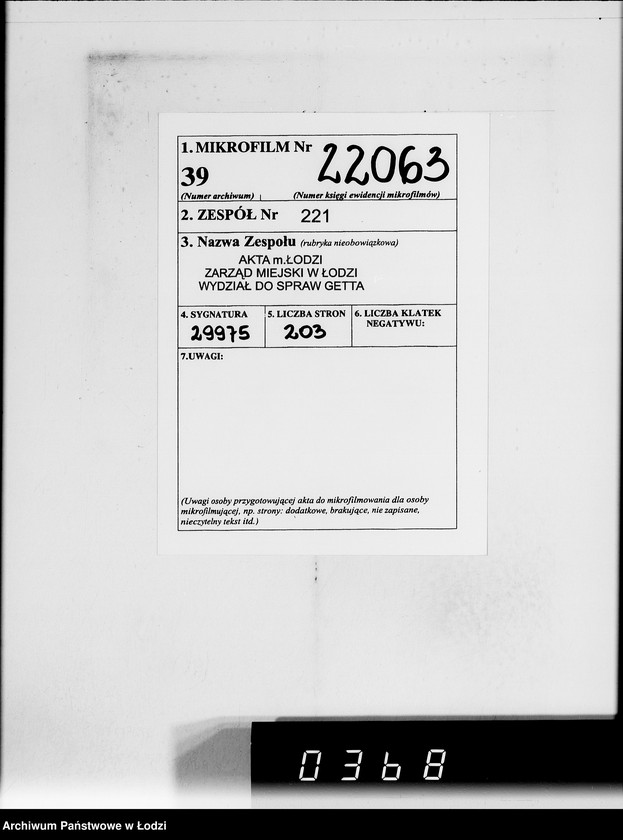 1. MIKROFILM Nr 22063
39
(Numer archiwum) (Numer księgi ewidencji mikrofilmów)
2. ZESPÓŁ Nr 221
3. Nazwa Zespołu (rubryka nieobowiązkowa)
AKTA m.ŁODZI
ZARZĄD MIEJSKI W ŁODZI
WYDZIAŁ DO SPRAW GETTA
4. SYGNATURA 5. LICZBA STRON 6. LICZBA KLATEK
NEGATYWU:
29975 203
7.UWAGI:
(Uwagi osoby przygotowującej akta do mikrofilmowania dla osoby
mikrofilmującej, np. strony: dodatkowe, brakujące, nie zapisane,
nieczytelny tekst itd.)
0368
Archiwum Państwowe w Łodzi